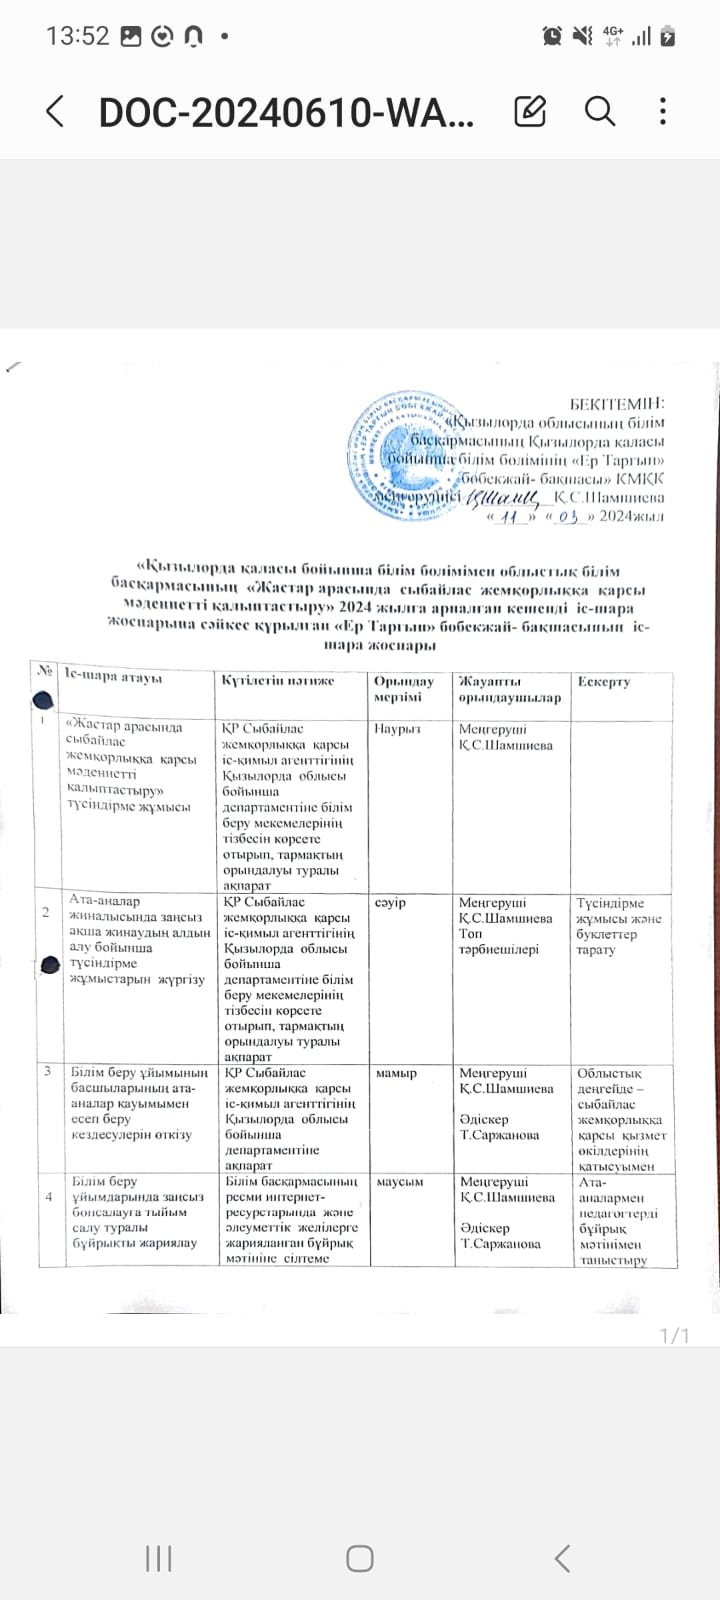 13:52
4G+
DOC-20240610-WA...
БЕКІТЕМІН:
«Қызылорда облысының білім
басқармасының Қызылорда қаласы
бойынша білім бөлімінің «Ер Тарғын»
бөбекжай- бақшасы» КМҚК
меңгерушісі Қ.С.Шамшиева
« 11 » « 03 » 2024жыл
«Қызылорда қаласы бойынша білім бөлімімен облыстық білім
басқармасының «Жастар арасында сыбайлас жемқорлыққа қарсы
мәдениетті қалыптастыру» 2024 жылға арналған кешенді іс-шара
жоспарына сәйкес құрылған «Ер Тарғын» бөбекжай- бақшасының іс-
шара жоспары
№ Іс-шара атауы
Күтілетін нәтиже
Орындау
мерзімі
Жауапты
орындаушылар
Ескерту
1
«Жастар арасында
сыбайлас
жемқорлыққа қарсы
мәдениетті
қалыптастыру»
түсіндірме жұмысы
ҚР Сыбайлас
жемқорлыққа қарсы
іс-қимыл агенттігінің
Қызылорда облысы
бойынша
департаментіне білім
беру мекемелерінің
тізбесін көрсете
отырып, тармақтың
орындалуы туралы
ақпарат
Наурыз
Меңгеруші
Қ.С.Шамшиева
2
Ата-аналар
жиналысында заңсыз
ақша жинаудың алдын
алу бойынша
түсіндірме
жұмыстарын жүргізу
ҚР Сыбайлас
жемқорлыққа қарсы
іс-қимыл агенттігінің
Қызылорда облысы
бойынша
департаментіне білім
беру мекемелерінің
тізбесін көрсете
отырып, тармақтың
орындалуы туралы
ақпарат
сәуір
Меңгеруші
Қ.С.Шамшиева
Топ
тәрбиешілері
Түсіндірме
жұмысы және
буклеттер
тарату
3
Білім беру ұйымының
басшыларының ата-
аналар қауымымен
есеп беру
кездесулерін өткізу
ҚР Сыбайлас
жемқорлыққа қарсы
іс-қимыл агенттігінің
Қызылорда облысы
бойынша
департаментіне
ақпарат
мамыр
Меңгеруші
Қ.С.Шамшиева
Әдіскер
Т.Саржанова
Облыстық
деңгейде –
сыбайлас
жемқорлыққа
қарсы қызмет
өкілдерінің
қатысуымен
4
Білім беру
ұйымдарында заңсыз
бопсалауға тыйым
салу туралы
бұйрықты жариялау
Білім басқармасының
ресми интернет-
ресурстарында және
әлеуметтік желілерге
жарияланған бұйрық
мәтініне сілтеме
маусым
Меңгеруші
Қ.С.Шамшиева
Әдіскер
Т.Саржанова
Ата-
аналармен
педагогтерді
бұйрық
мәтінімен
таныстыру
1/1